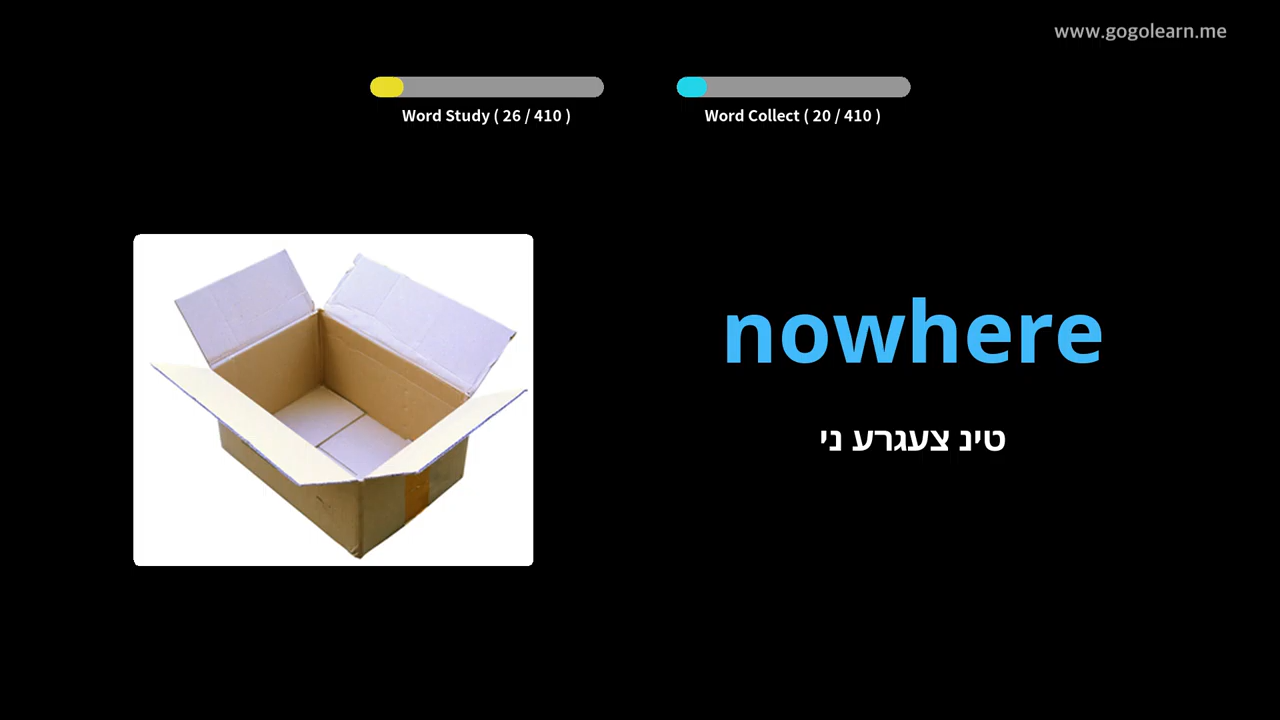 www.gogolearn.me
Word Study ( 26 / 410 )
Word Collect ( 20 / 410 )
nowhere
טינ צעגרע ני